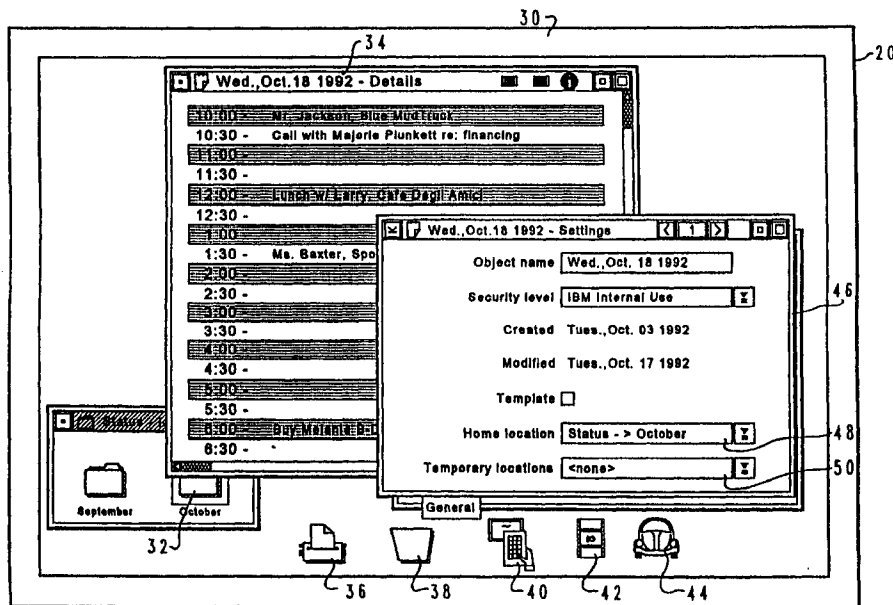 30
20
34
Wed.,Oct.18 1992 - Details
10:00 - Mr. Jackson, Blue MudTruck
10:30 - Call with Majorie Plunkett re: financing
11:00 -
11:30 -
12:00 - Lunch w/ Larry, Cafe Degli Amici
12:30 -
1:00 -
1:30 - Ms. Baxter, Spo
2:00 -
2:30 -
3:00 -
3:30 -
4:00 -
4:30 -
5:00 -
5:30 -
6:00 - Buy Melanie B-
6:30 -
Wed.,Oct.18 1992 - Settings
1
Object name Wed.,Oct. 18 1992
Security level IBM Internal Use
46
Created Tues.,Oct. 03 1992
Modified Tues.,Oct. 17 1992
Template
Home location Status - > October
48
Temporary locations <none>
50
General
Status
September
October
32
36
38
40
42
44